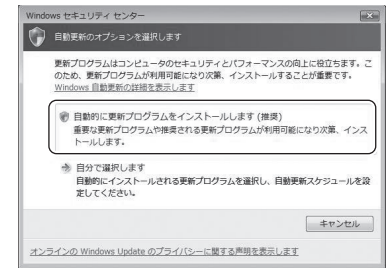 Windows セキュリティ センター
自動更新のオプションを選択します
更新プログラムはコンピュータのセキュリティとパフォーマンスの向上に役立ちます。こ
のため、更新プログラムが利用可能になり次第、インストールすることが重要です。
Windows 自動更新の詳細を表示します
自動的に更新プログラムをインストールします (推奨)
重要な更新プログラムや推奨される更新プログラムが利用可能になり次第、インス
トールします。
自分で選択します
自動的にインストールされる更新プログラムを選択し、自動更新スケジュールを設
定してください。
キャンセル
オンラインの Windows Update のプライバシーに関する声明を表示します